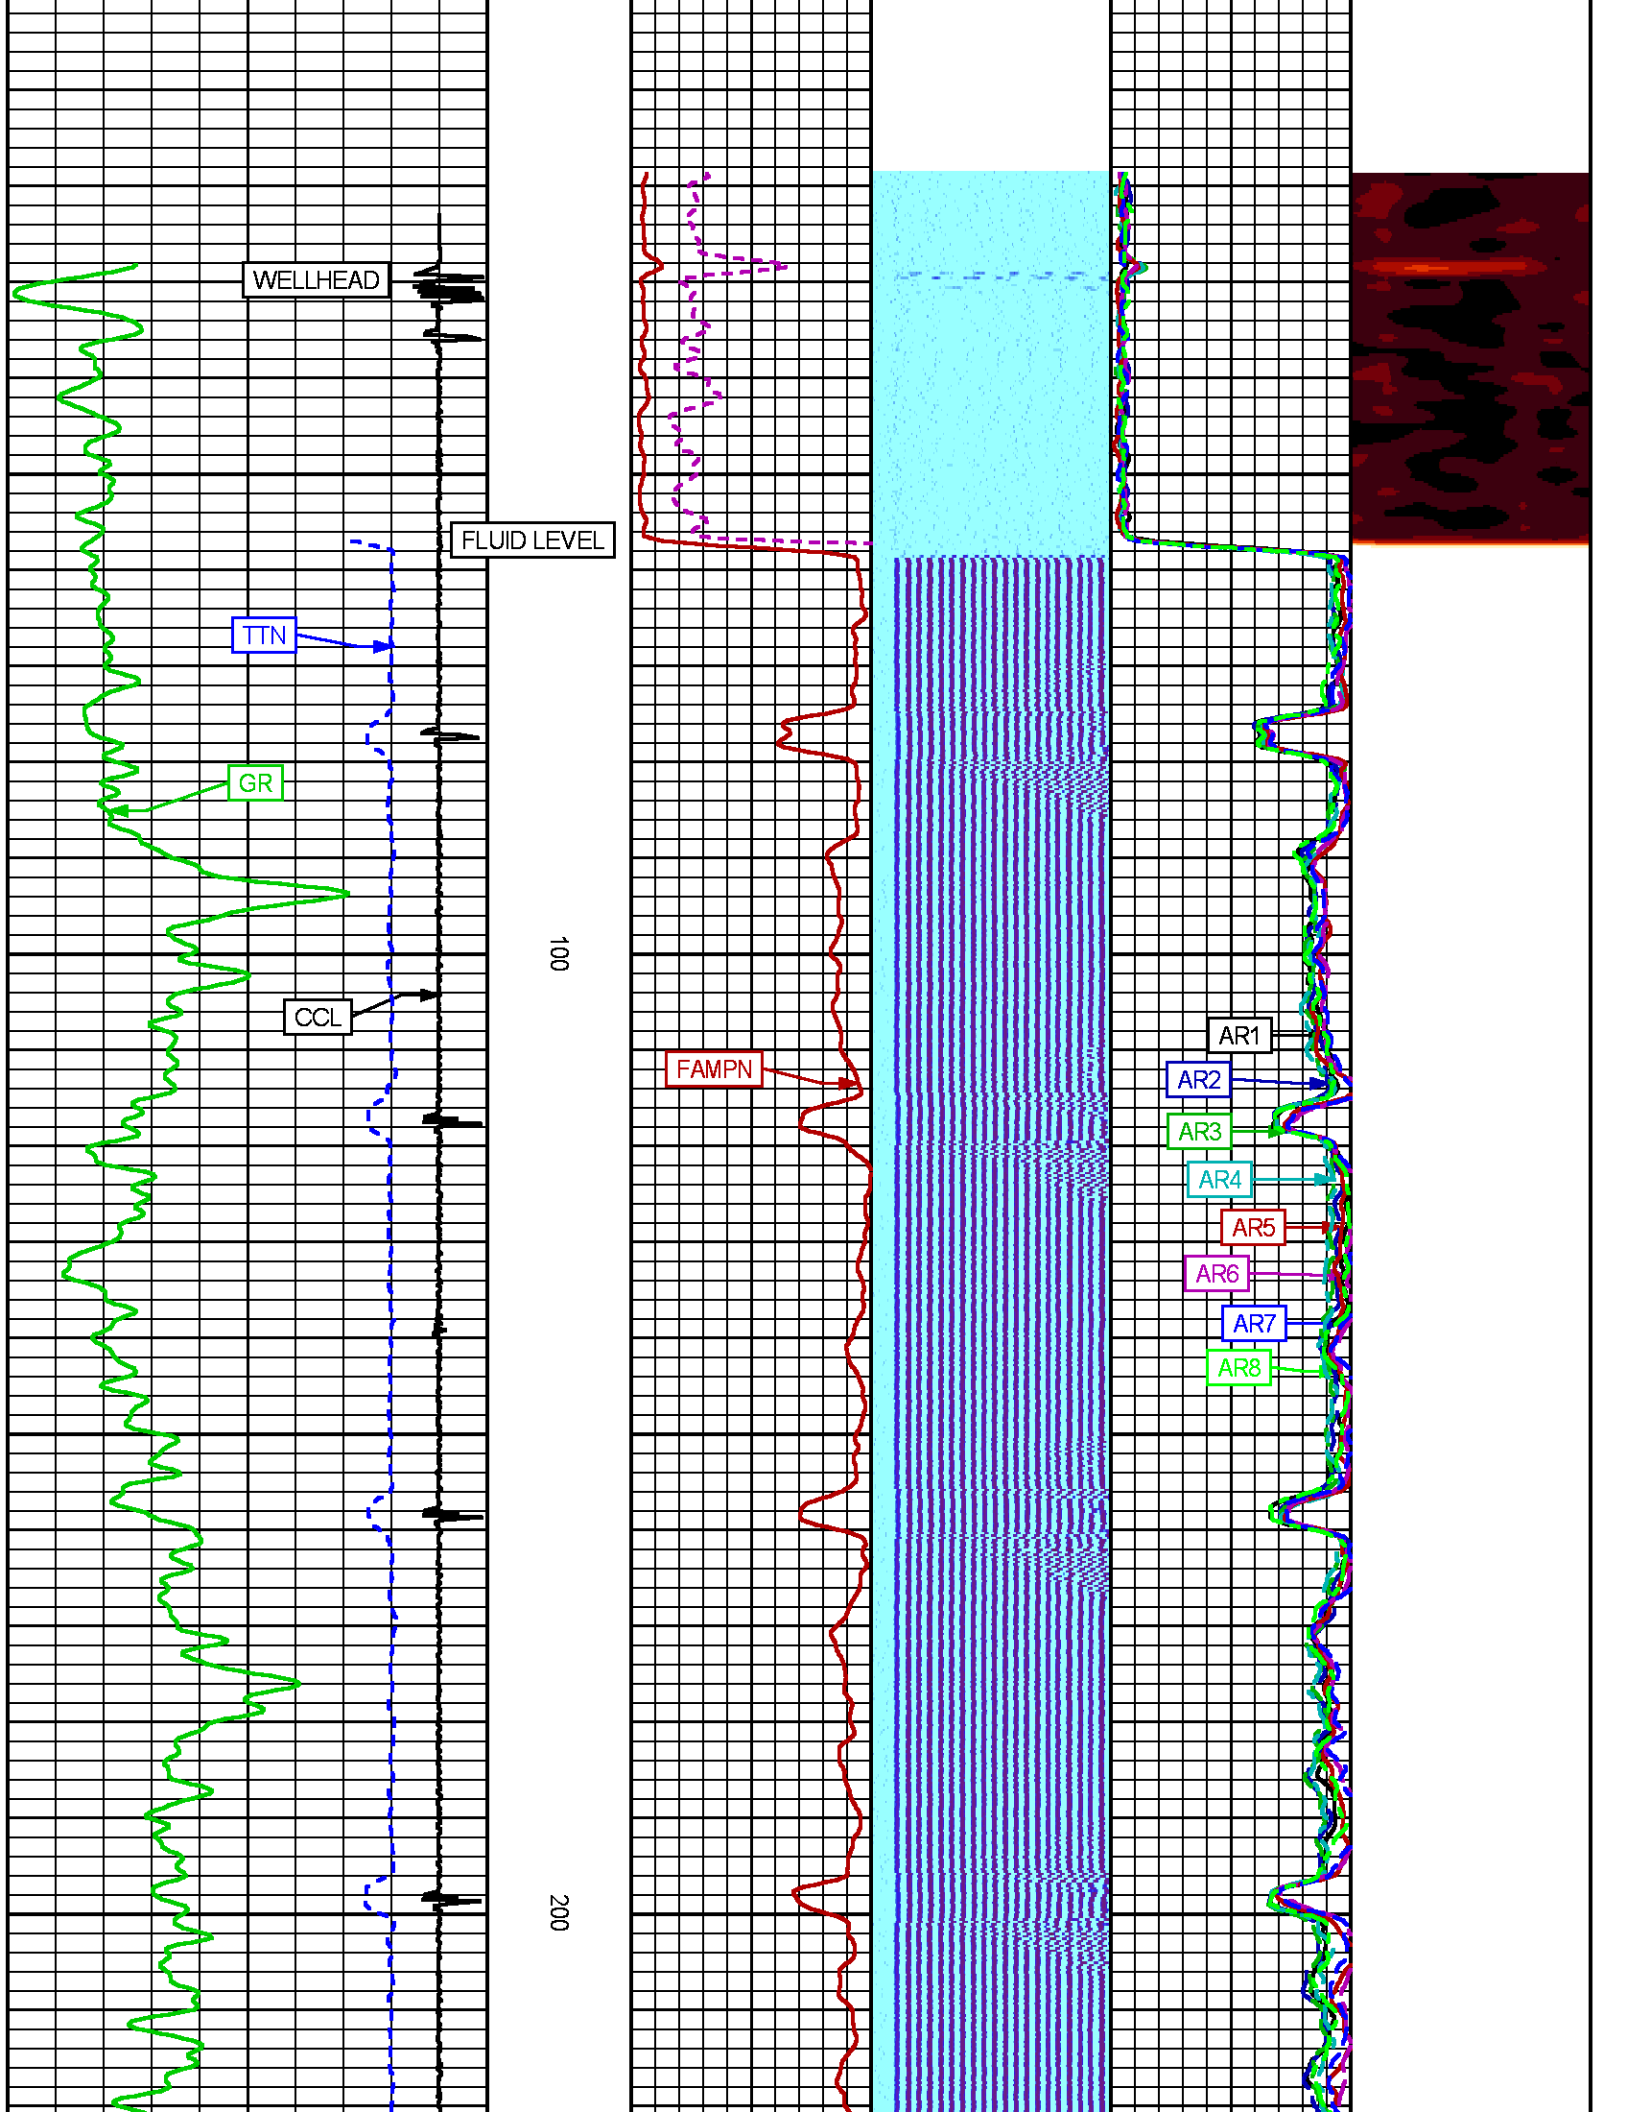 WELLHEAD
FLUID LEVEL
TTN
GR
100
CCL
AR1
FAMPN
AR2
AR3
AR4
AR5
AR6
AR7
AR8
200